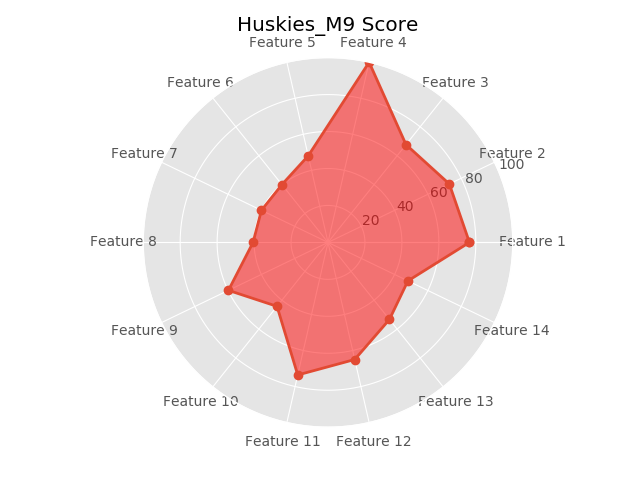 Huskies_M9 Score
Feature 5
Feature 4
Feature 6
Feature 3
Feature 7
Feature 2
100
80
60
40
20
Feature 8
Feature 1
Feature 9
Feature 14
Feature 10
Feature 13
Feature 11
Feature 12